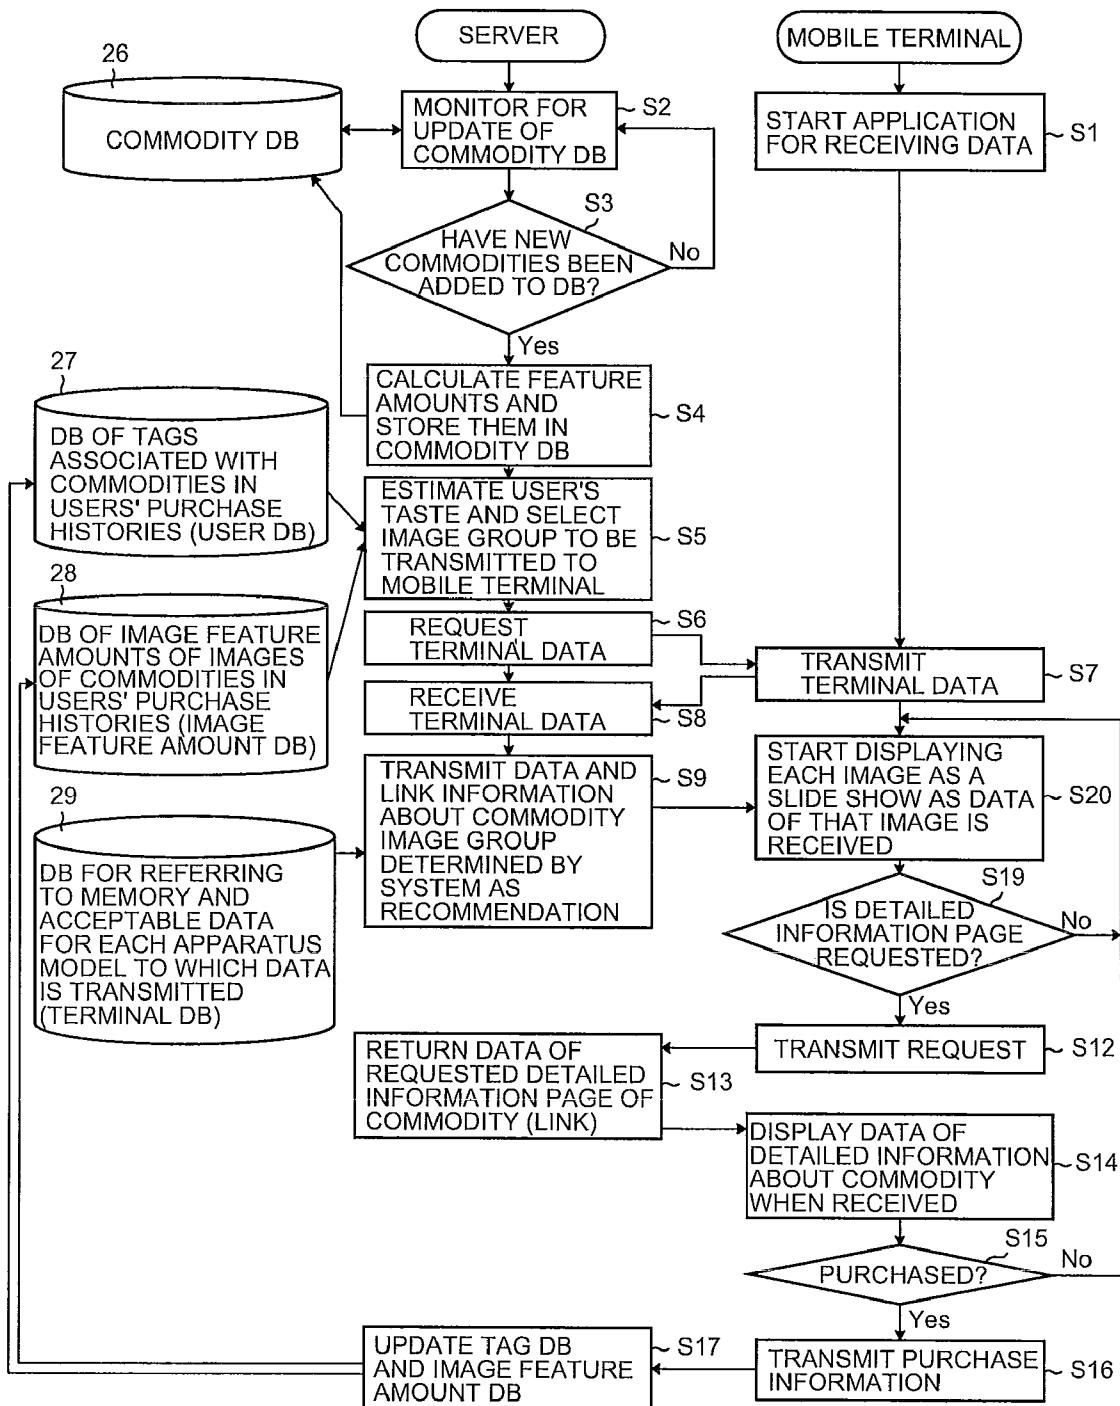 SERVER
MOBILE TERMINAL
26
COMMODITY DB
MONITOR FOR
UPDATE OF
COMMODITY DB
S2
START APPLICATION
FOR RECEIVING DATA
S1
S3
HAVE NEW
COMMODITIES BEEN
ADDED TO DB?
No
Yes
27
DB OF TAGS
ASSOCIATED WITH
COMMODITIES IN
USERS' PURCHASE
HISTORIES (USER DB)
CALCULATE FEATURE
AMOUNTS AND
STORE THEM IN
COMMODITY DB
S4
ESTIMATE USER'S
TASTE AND SELECT
IMAGE GROUP TO BE
TRANSMITTED TO
MOBILE TERMINAL
S5
28
DB OF IMAGE FEATURE
AMOUNTS OF IMAGES
OF COMMODITIES IN
USERS' PURCHASE
HISTORIES (IMAGE
FEATURE AMOUNT DB)
REQUEST
TERMINAL DATA
S6
TRANSMIT
TERMINAL DATA
S7
RECEIVE
TERMINAL DATA
S8
29
DB FOR REFERRING
TO MEMORY AND
ACCEPTABLE DATA
FOR EACH APPARATUS
MODEL TO WHICH DATA
IS TRANSMITTED
(TERMINAL DB)
TRANSMIT DATA AND
LINK INFORMATION
ABOUT COMMODITY
IMAGE GROUP
DETERMINED BY
SYSTEM AS
RECOMMENDATION
S9
START DISPLAYING
EACH IMAGE AS A
SLIDE SHOW AS DATA
OF THAT IMAGE IS
RECEIVED
S20
S19
IS DETAILED
INFORMATION PAGE
REQUESTED?
No
Yes
TRANSMIT REQUEST
S12
RETURN DATA OF
REQUESTED DETAILED
INFORMATION PAGE OF
COMMODITY (LINK)
S13
DISPLAY DATA OF
DETAILED INFORMATION
ABOUT COMMODITY
WHEN RECEIVED
S14
S15
PURCHASED?
No
Yes
UPDATE TAG DB
AND IMAGE FEATURE
AMOUNT DB
S17
TRANSMIT PURCHASE
INFORMATION
S16